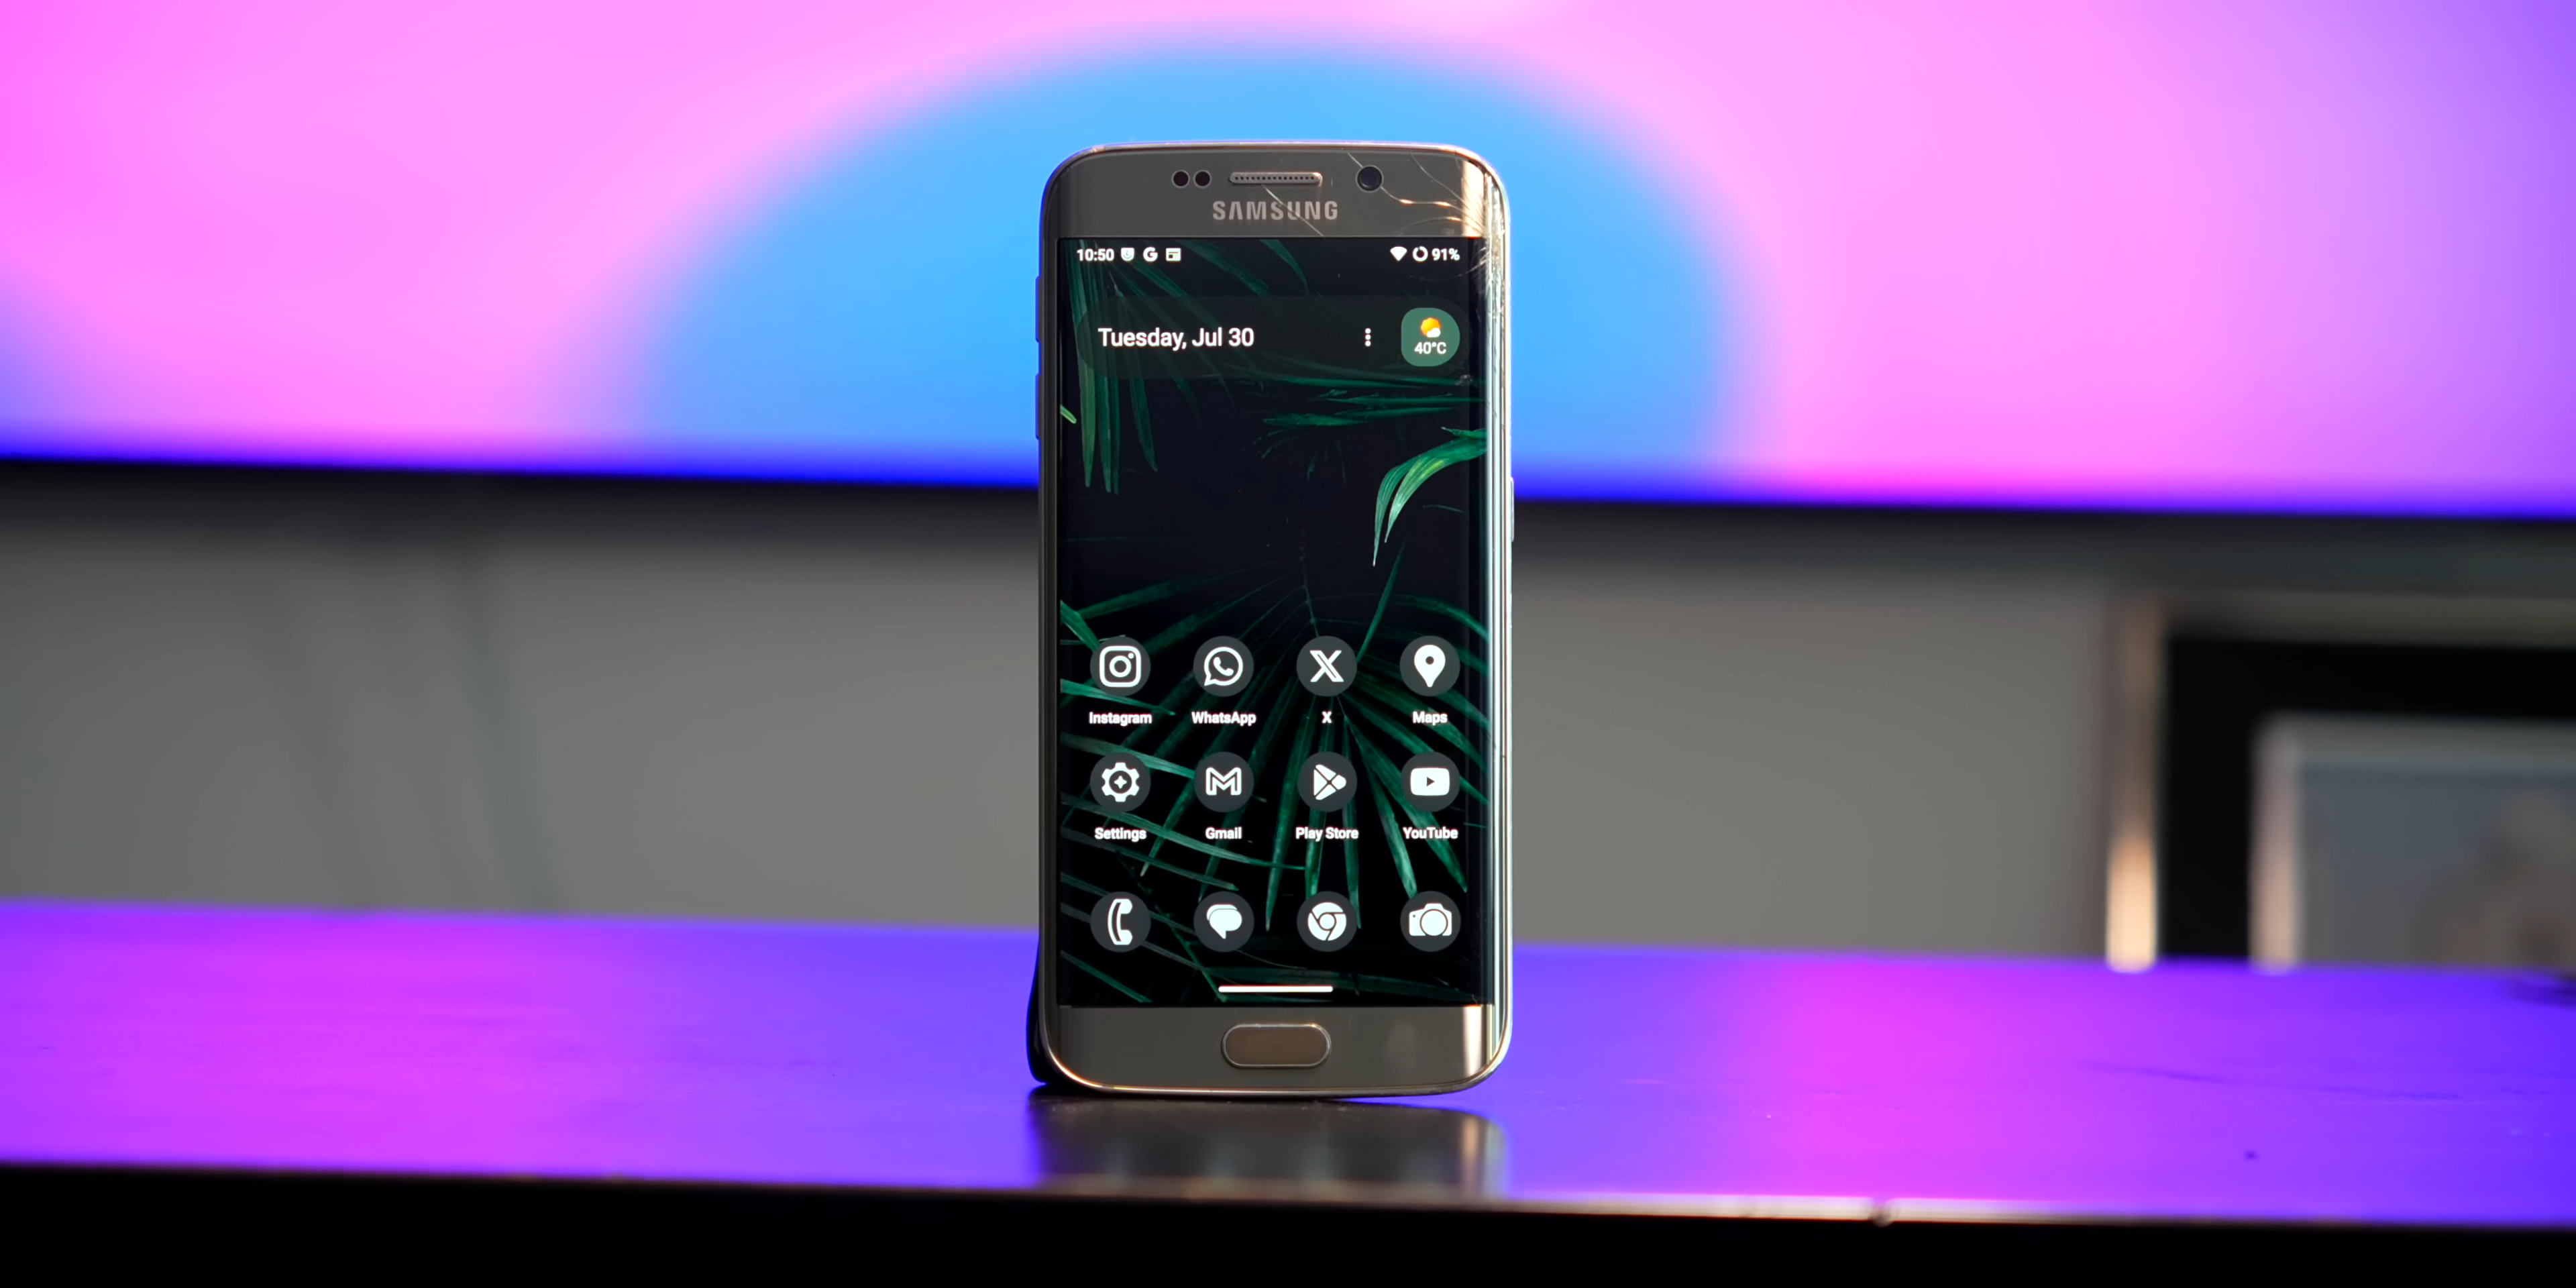 SAMSUNG
10:50 G 91%
Tuesday, Jul 30
40°C
Instagram WhatsApp X Maps
Settings Gmail Play Store YouTube